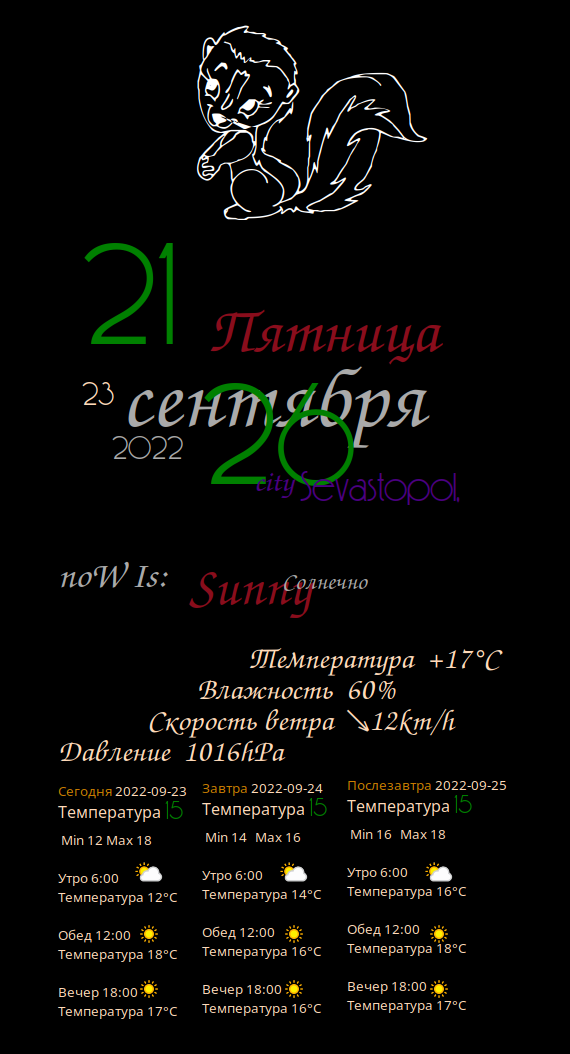 21
Пятница
23 сентября
2022
26
city Sevastopol,
noW Is: Sunny Солнечно
Температура +17°C
Влажность 60%
Скорость ветра ↘12km/h
Давление 1016hPa
Сегодня 2022-09-23
Температура 15
Min 12 Max 18
Утро 6:00
Температура 12°C
Обед 12:00
Температура 18°C
Вечер 18:00
Температура 17°C
Завтра 2022-09-24
Температура 15
Min 14 Max 16
Утро 6:00
Температура 14°C
Обед 12:00
Температура 16°C
Вечер 18:00
Температура 16°C
Послезавтра 2022-09-25
Температура 15
Min 16 Max 18
Утро 6:00
Температура 16°C
Обед 12:00
Температура 18°C
Вечер 18:00
Температура 17°C